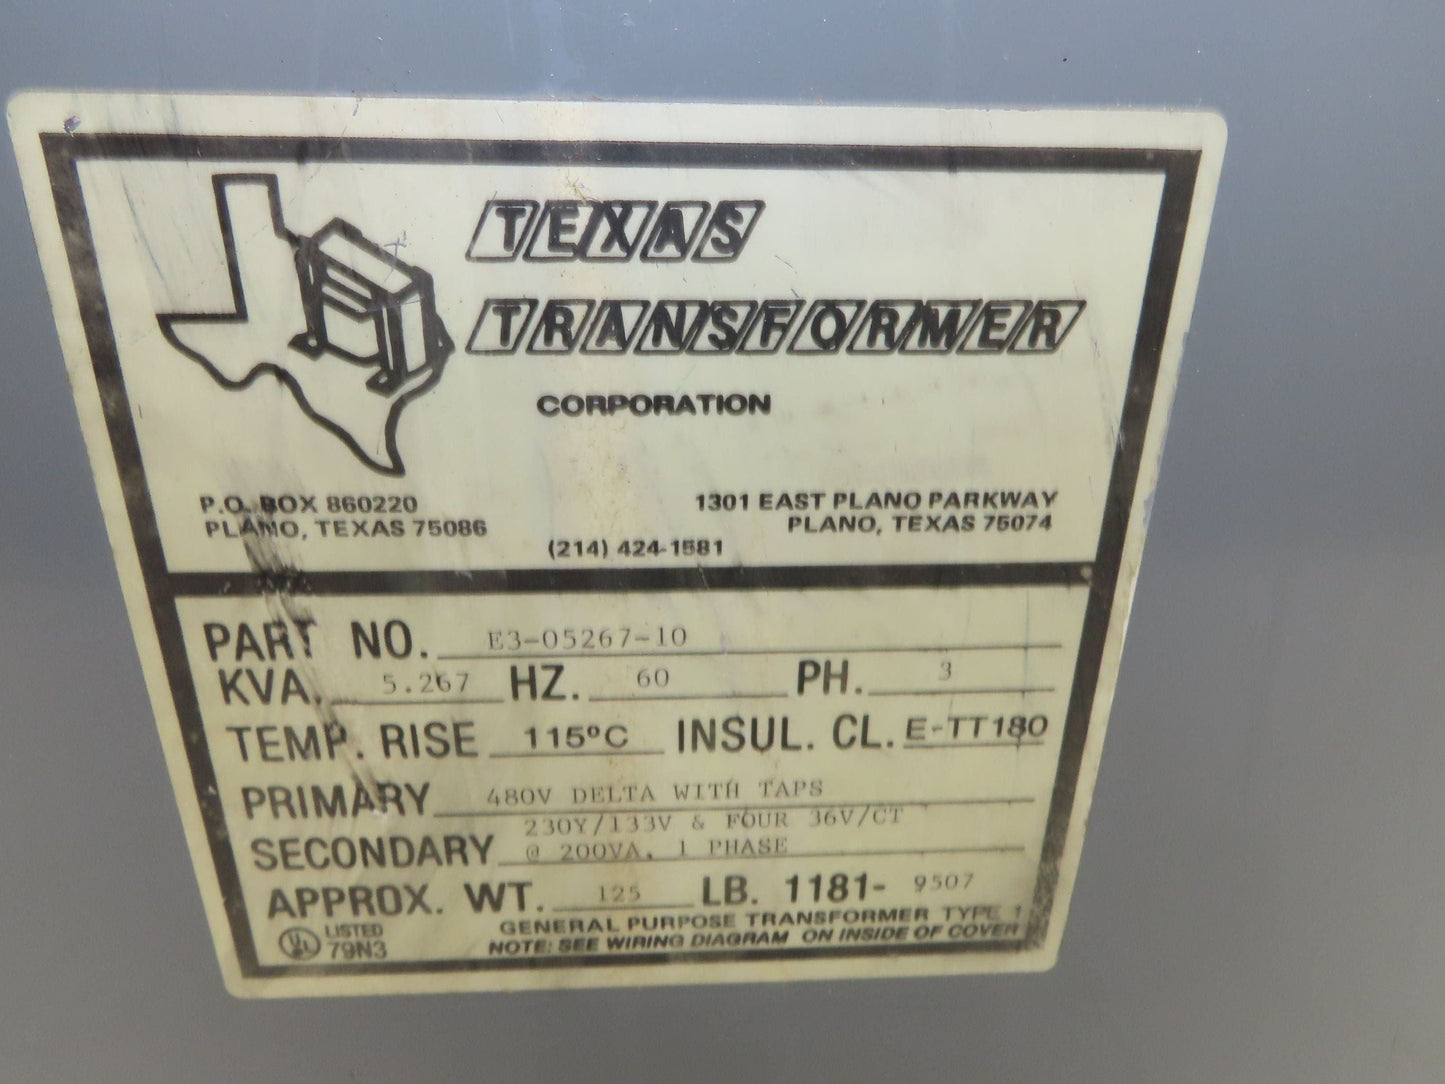 TEXAS
TRANSFORMER
CORPORATION
P.O. BOX 860220
PLANO, TEXAS 75086
1301 EAST PLANO PARKWAY
PLANO, TEXAS 75074
(214) 424-1581
PART NO. E3-05267-10
KVA. 5.267 HZ. 60 PH. 3
TEMP. RISE 115°C INSUL. CL. E-TT180
PRIMARY 480V DELTA WITH TAPS
230Y/133V & FOUR 36V/CT
SECONDARY @ 200VA, 1 PHASE
APPROX. WT. 125 LB. 1181- 9507
UL LISTED
79N3
GENERAL PURPOSE TRANSFORMER TYPE 1
NOTE: SEE WIRING DIAGRAM ON INSIDE OF COVER